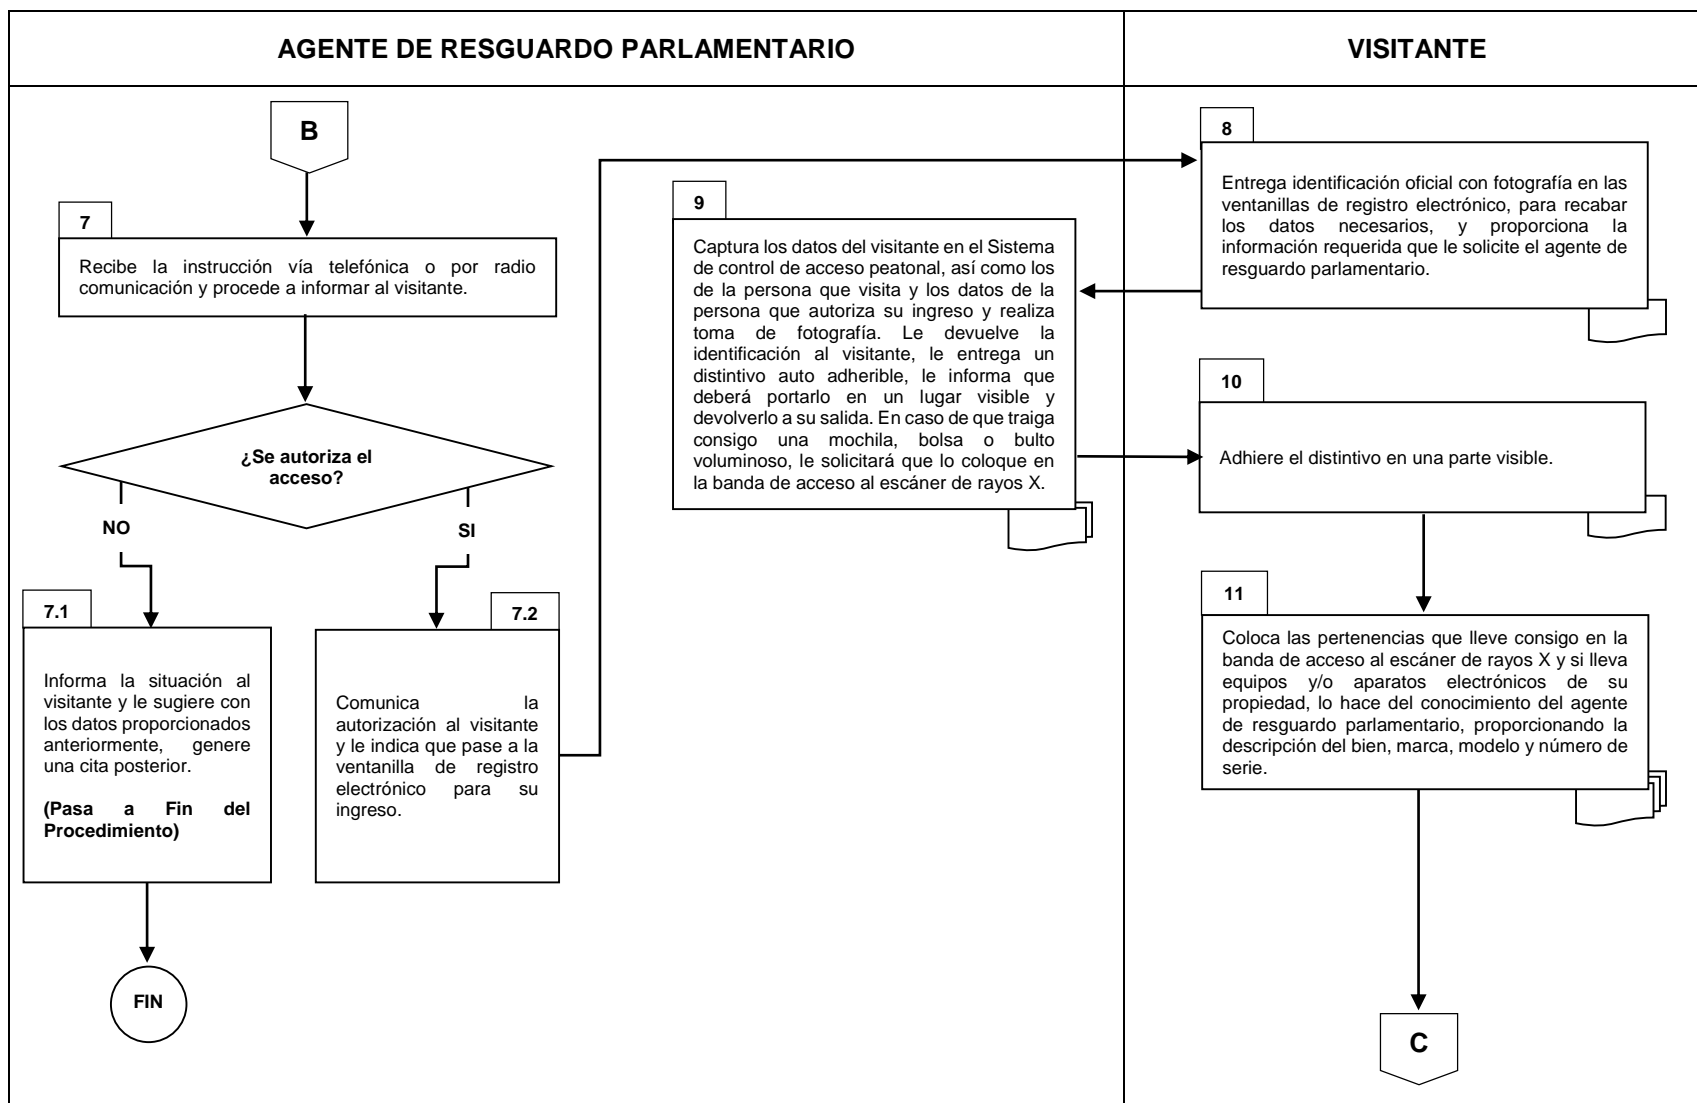 AGENTE DE RESGUARDO PARLAMENTARIO
VISITANTE
B
7
Recibe la instrucción vía telefónica o por radio
comunicación y procede a informar al visitante.
¿Se autoriza el
acceso?
NO
SI
7.1
Informa la situación al
visitante y le sugiere con
los datos proporcionados
anteriormente, genere
una cita posterior.
(Pasa a Fin del
Procedimiento)
FIN
7.2
Comunica la
autorización al visitante
y le indica que pase a la
ventanilla de registro
electrónico para su
ingreso.
8
Entrega identificación oficial con fotografía en las
ventanillas de registro electrónico, para recabar
los datos necesarios, y proporciona la
información requerida que le solicite el agente de
resguardo parlamentario.
9
Captura los datos del visitante en el Sistema
de control de acceso peatonal, así como los
de la persona que visita y los datos de la
persona que autoriza su ingreso y realiza
toma de fotografía. Le devuelve la
identificación al visitante, le entrega un
distintivo auto adherible, le informa que
deberá portarlo en un lugar visible y
devolverlo a su salida. En caso de que traiga
consigo una mochila, bolsa o bulto
voluminoso, le solicitará que lo coloque en
la banda de acceso al escáner de rayos X.
10
Adhiere el distintivo en una parte visible.
11
Coloca las pertenencias que lleve consigo en la
banda de acceso al escáner de rayos X y si lleva
equipos y/o aparatos electrónicos de su
propiedad, lo hace del conocimiento del agente
de resguardo parlamentario, proporcionando la
descripción del bien, marca, modelo y número de
serie.
C